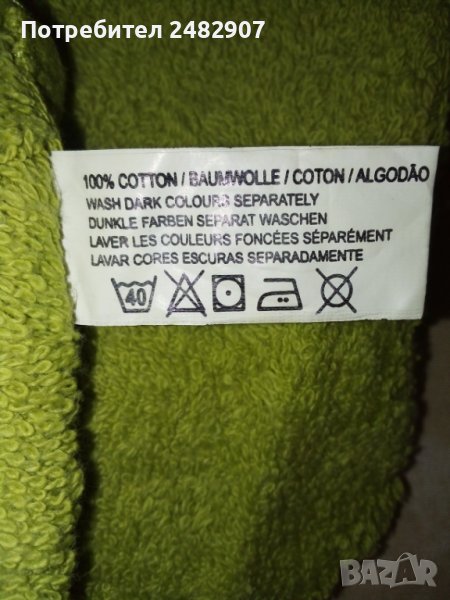 Потребител 2482907
100% COTTON / BAUMWOLLE / COTON / ALGODÃO
WASH DARK COLOURS SEPARATELY
DUNKLE FARBEN SEPARAT WASCHEN
LAVER LES COULEURS FONCÉES SÉPARÉMENT
LAVAR CORES ESCURAS SEPARADAMENTE
40
BAZAR